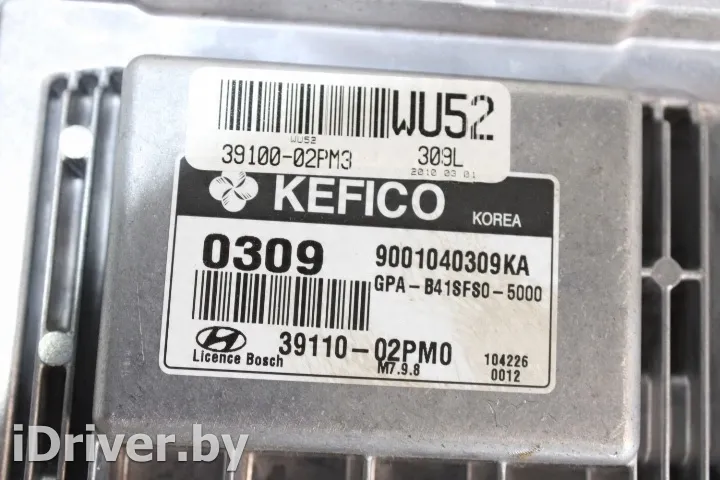 WU52
WU52
39100-02PM3 309L
2010 03 01
KEFICO KOREA
0309 9001040309KA
GPA-B41SFS0-5000
39110-02PM0 104226
Licence Bosch M7.9.8 0012
iDriver.by